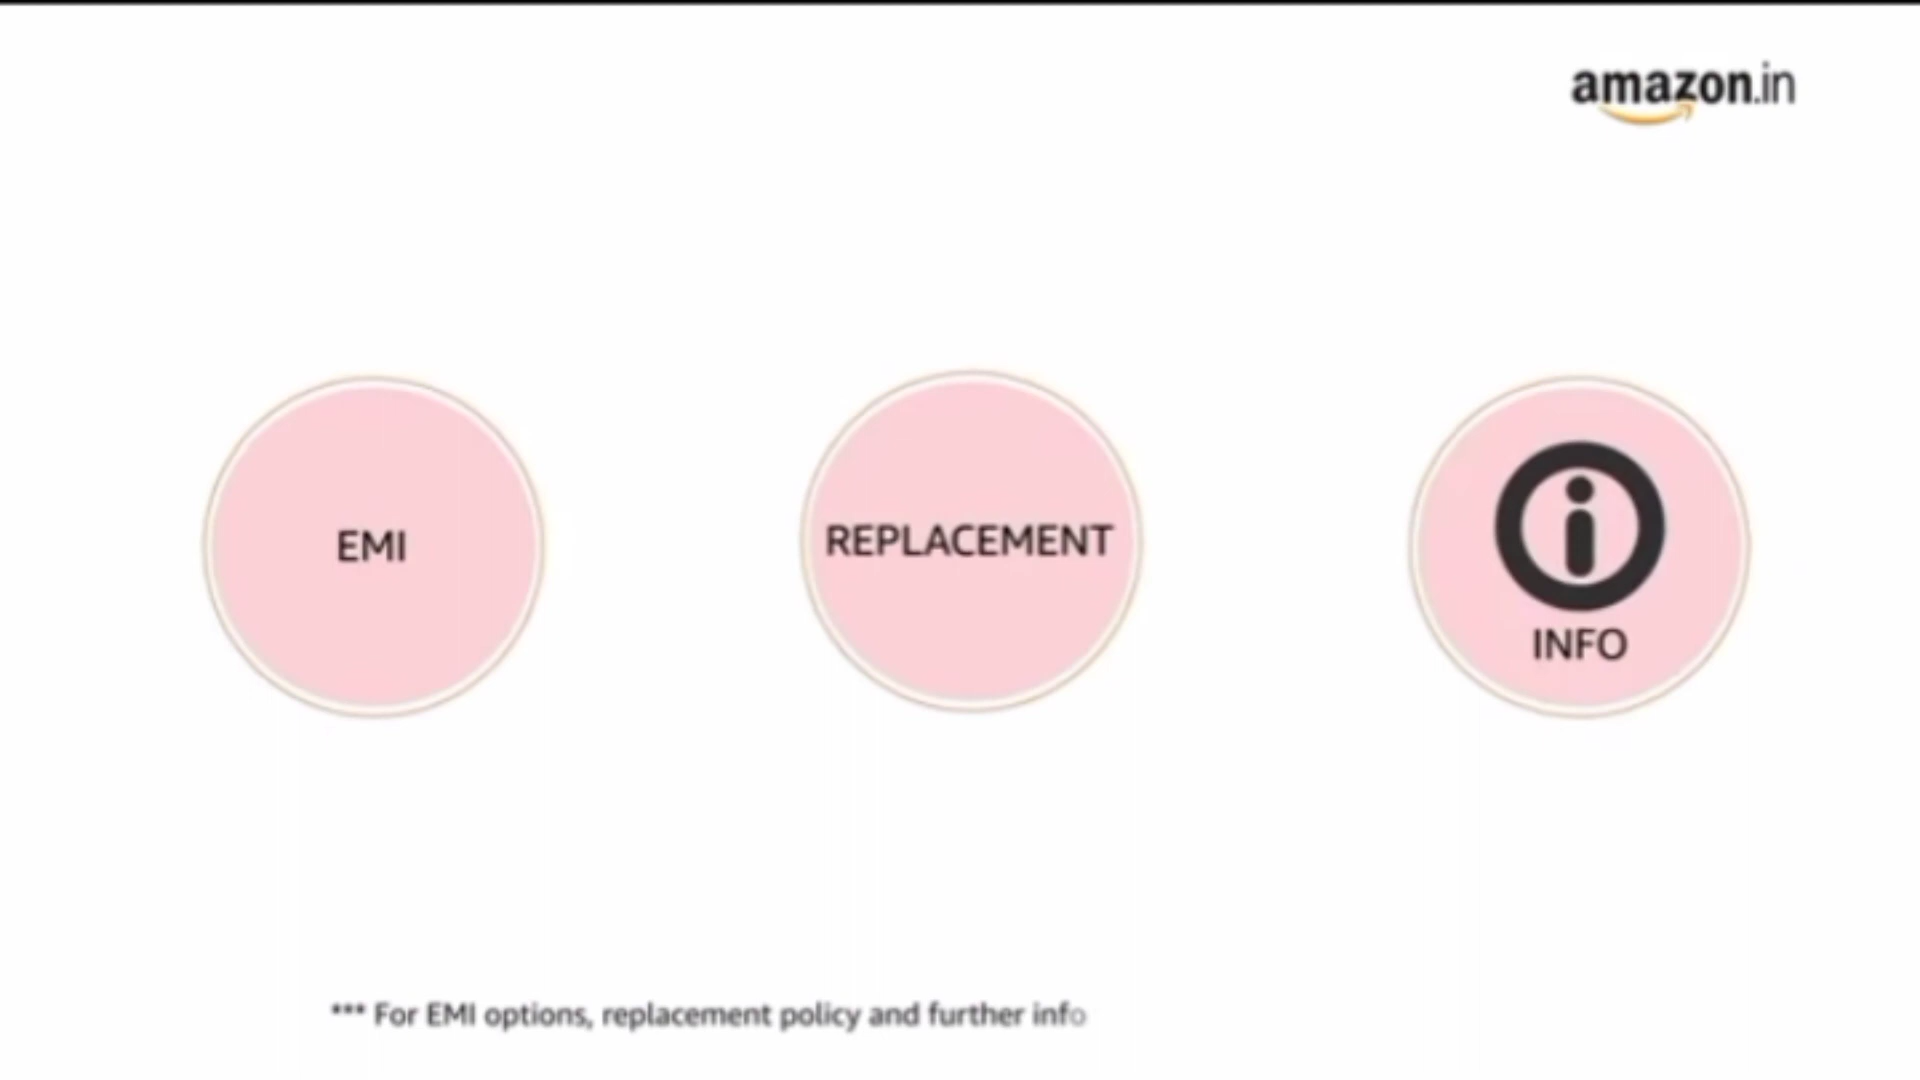 amazon.in
EMI
REPLACEMENT
i
INFO
*** For EMI options, replacement policy and further info